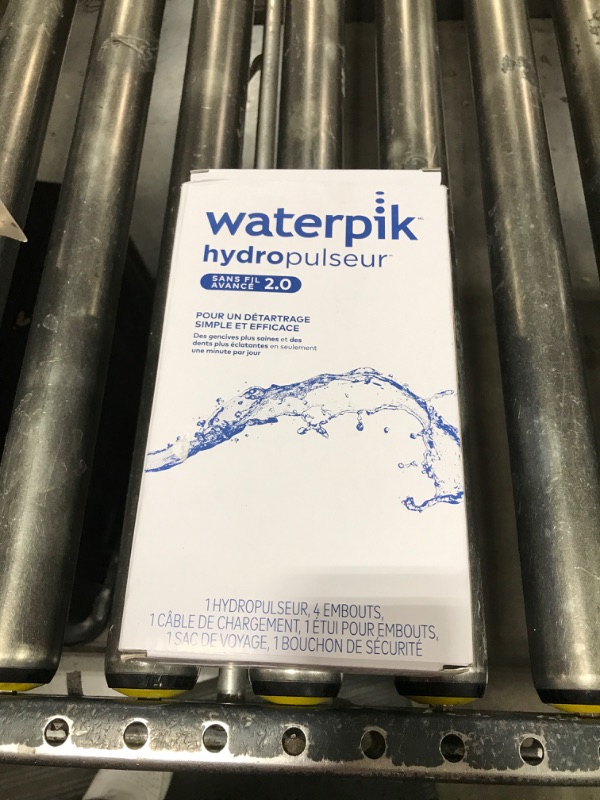 waterpik™
hydropulseur™
SANS FIL
AVANCÉ 2.0
POUR UN DÉTARTRAGE
SIMPLE ET EFFICACE
Des gencives plus saines et des
dents plus éclatantes en seulement
une minute par jour
1 HYDROPULSEUR, 4 EMBOUTS,
1 CÂBLE DE CHARGEMENT, 1 ÉTUI POUR EMBOUTS,
1 SAC DE VOYAGE, 1 BOUCHON DE SÉCURITÉ